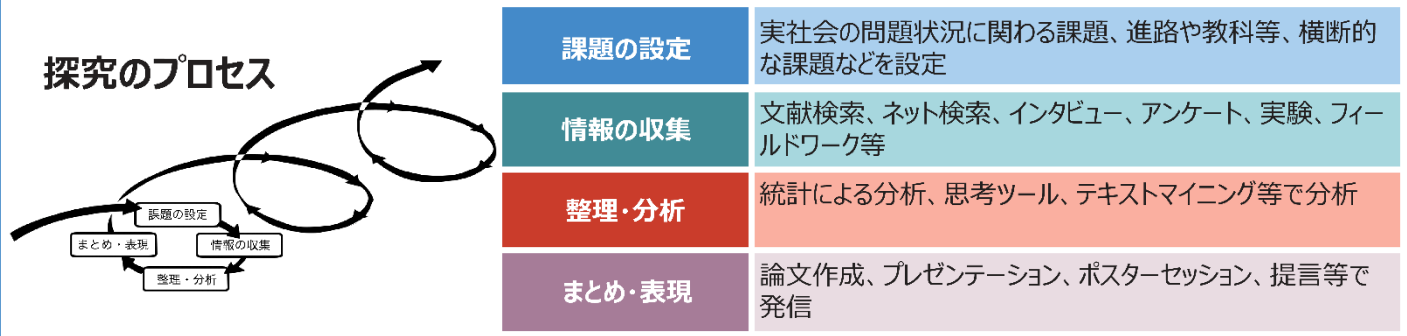 探究のプロセス
課題の設定
情報の収集
整理・分析
まとめ・表現
課題の設定
実社会の問題状況に関わる課題、進路や教科等、横断的
な課題などを設定
情報の収集
文献検索、ネット検索、インタビュー、アンケート、実験、フィー
ルドワーク等
整理・分析
統計による分析、思考ツール、テキストマイニング等で分析
まとめ・表現
論文作成、プレゼンテーション、ポスターセッション、提言等で
発信